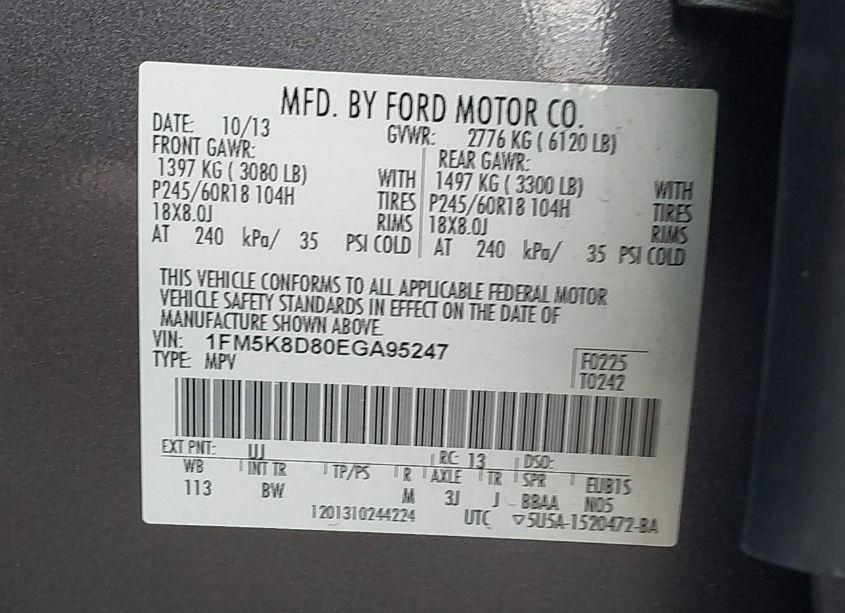 MFD. BY FORD MOTOR CO.
DATE: 10/13 GVWR: 2776 KG ( 6120 LB)
FRONT GAWR: REAR GAWR:
1397 KG ( 3080 LB) WITH 1497 KG ( 3300 LB) WITH
P245/60R18 104H TIRES P245/60R18 104H TIRES
18X8.0J RIMS 18X8.0J RIMS
AT 240 kPa/ 35 PSI COLD AT 240 kPa/ 35 PSI COLD
THIS VEHICLE CONFORMS TO ALL APPLICABLE FEDERAL MOTOR
VEHICLE SAFETY STANDARDS IN EFFECT ON THE DATE OF
MANUFACTURE SHOWN ABOVE.
VIN: 1FM5K8D80EGA95247
TYPE: MPV
F0225
T0242
EXT PNT: UJ RC: 13 DSO:
WB INT TR TP/PS R AXLE TR SPR EUB1S
113 BW M 3J J BBAA N05
1201310244224 UTC ▽5U5A-1520472-BA